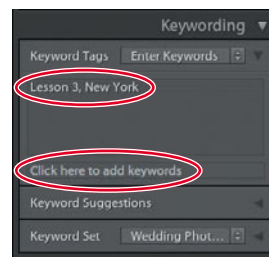 Keywording
Keyword Tags Enter Keywords
Lesson 3, New York
Click here to add keywords
Keyword Suggestions
Keyword Set Wedding Phot...